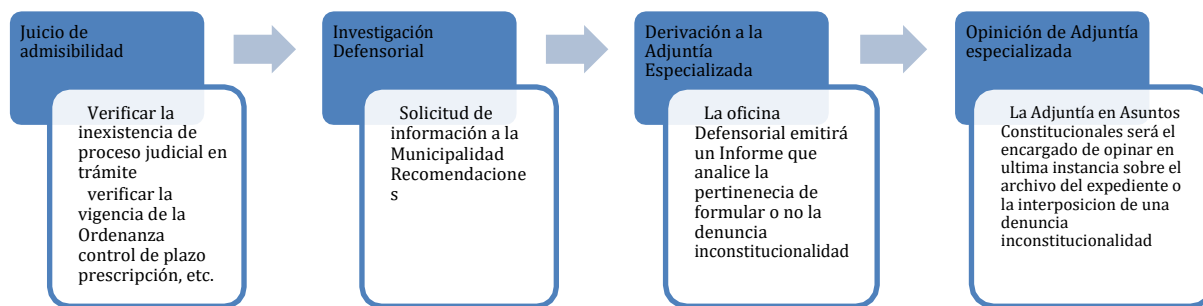 Juicio de
admisibilidad
Verificar la
inexistencia de
proceso judicial en
trámite
verificar la
vigencia de la
Ordenanza
control de plazo
prescripción, etc.
Investigación
Defensorial
Solicitud de
información a la
Municipalidad
Recomendacione
s
Derivación a la
Adjuntía
Especializada
La oficina
Defensorial emitirá
un Informe que
analice la
pertinenecia de
formular o no la
denuncia
inconstitucionalidad
Opinición de Adjuntía
especializada
La Adjuntía en Asuntos
Constitucionales será el
encargado de opinar en
ultima instancia sobre el
archivo del expediente o
la interposicion de una
denuncia
inconstitucionalidad